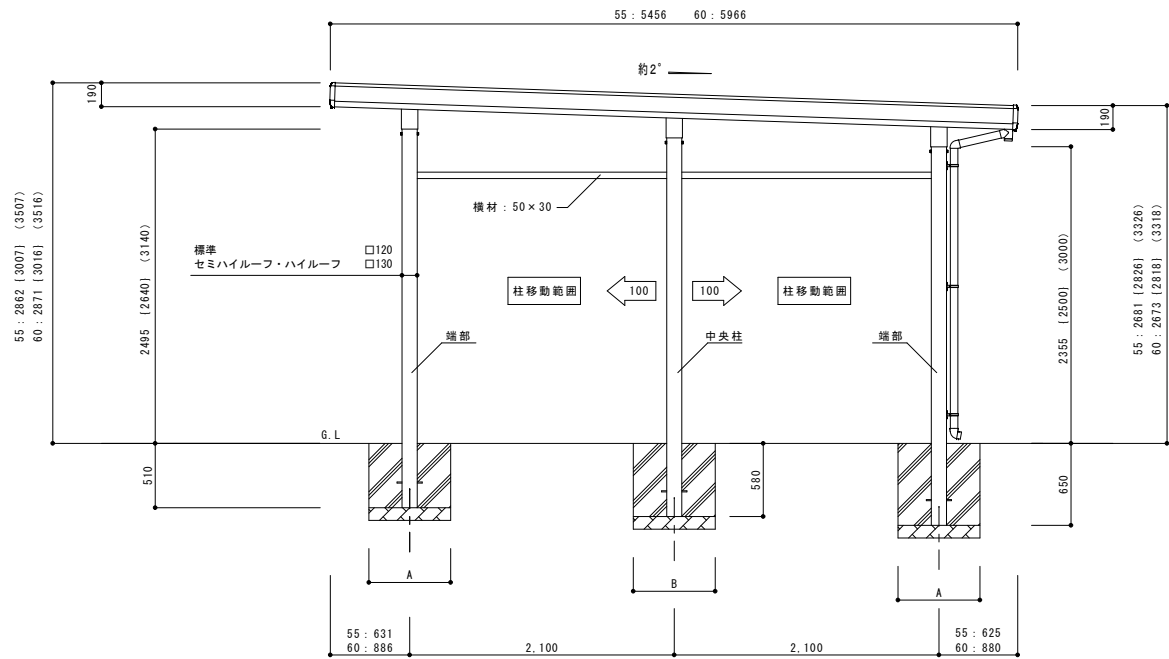 55：5456　60：5966
約2°
190
190
横材：50×30
標準　□120
セミハイルーフ・ハイルーフ　□130
柱移動範囲
100
100
柱移動範囲
55：2862 [3007] (3507)
60：2871 [3016] (3516)
2495 [2640] (3140)
2355 [2500] (3000)
55：2681 [2826] (3326)
60：2673 [2818] (3318)
端部
中央柱
端部
G.L
510
580
650
A
B
A
55：631
60：886
2,100
2,100
55：625
60：880